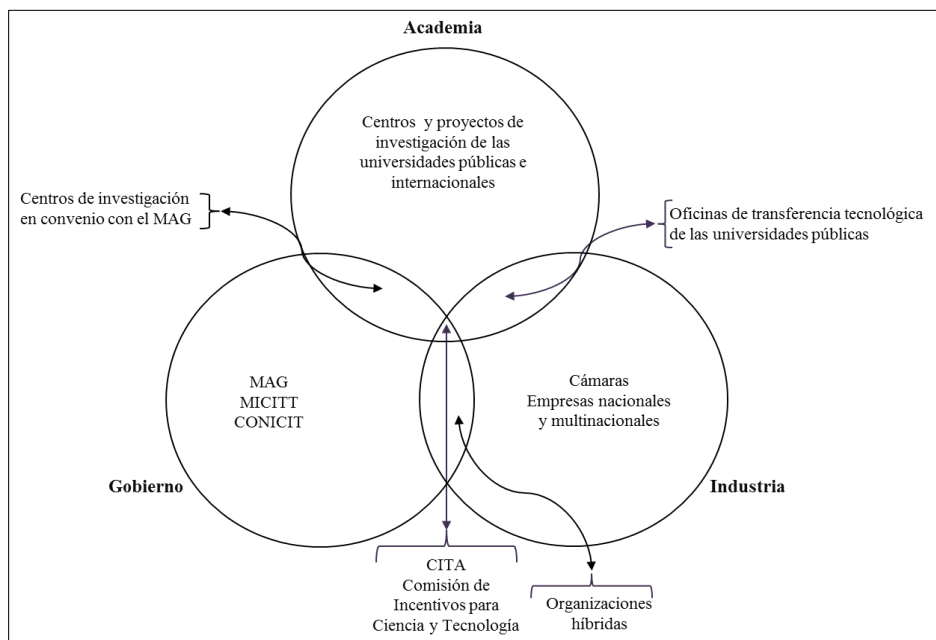 Academia
Centros y proyectos de
investigación de las
universidades públicas e
internacionales
Centros de investigación
en convenio con el MAG
Oficinas de transferencia tecnológica
de las universidades públicas
MAG
MICITT
CONICIT
Cámaras
Empresas nacionales
y multinacionales
Gobierno
Industria
CITA
Comisión de
Incentivos para
Ciencia y Tecnología
Organizaciones
híbridas